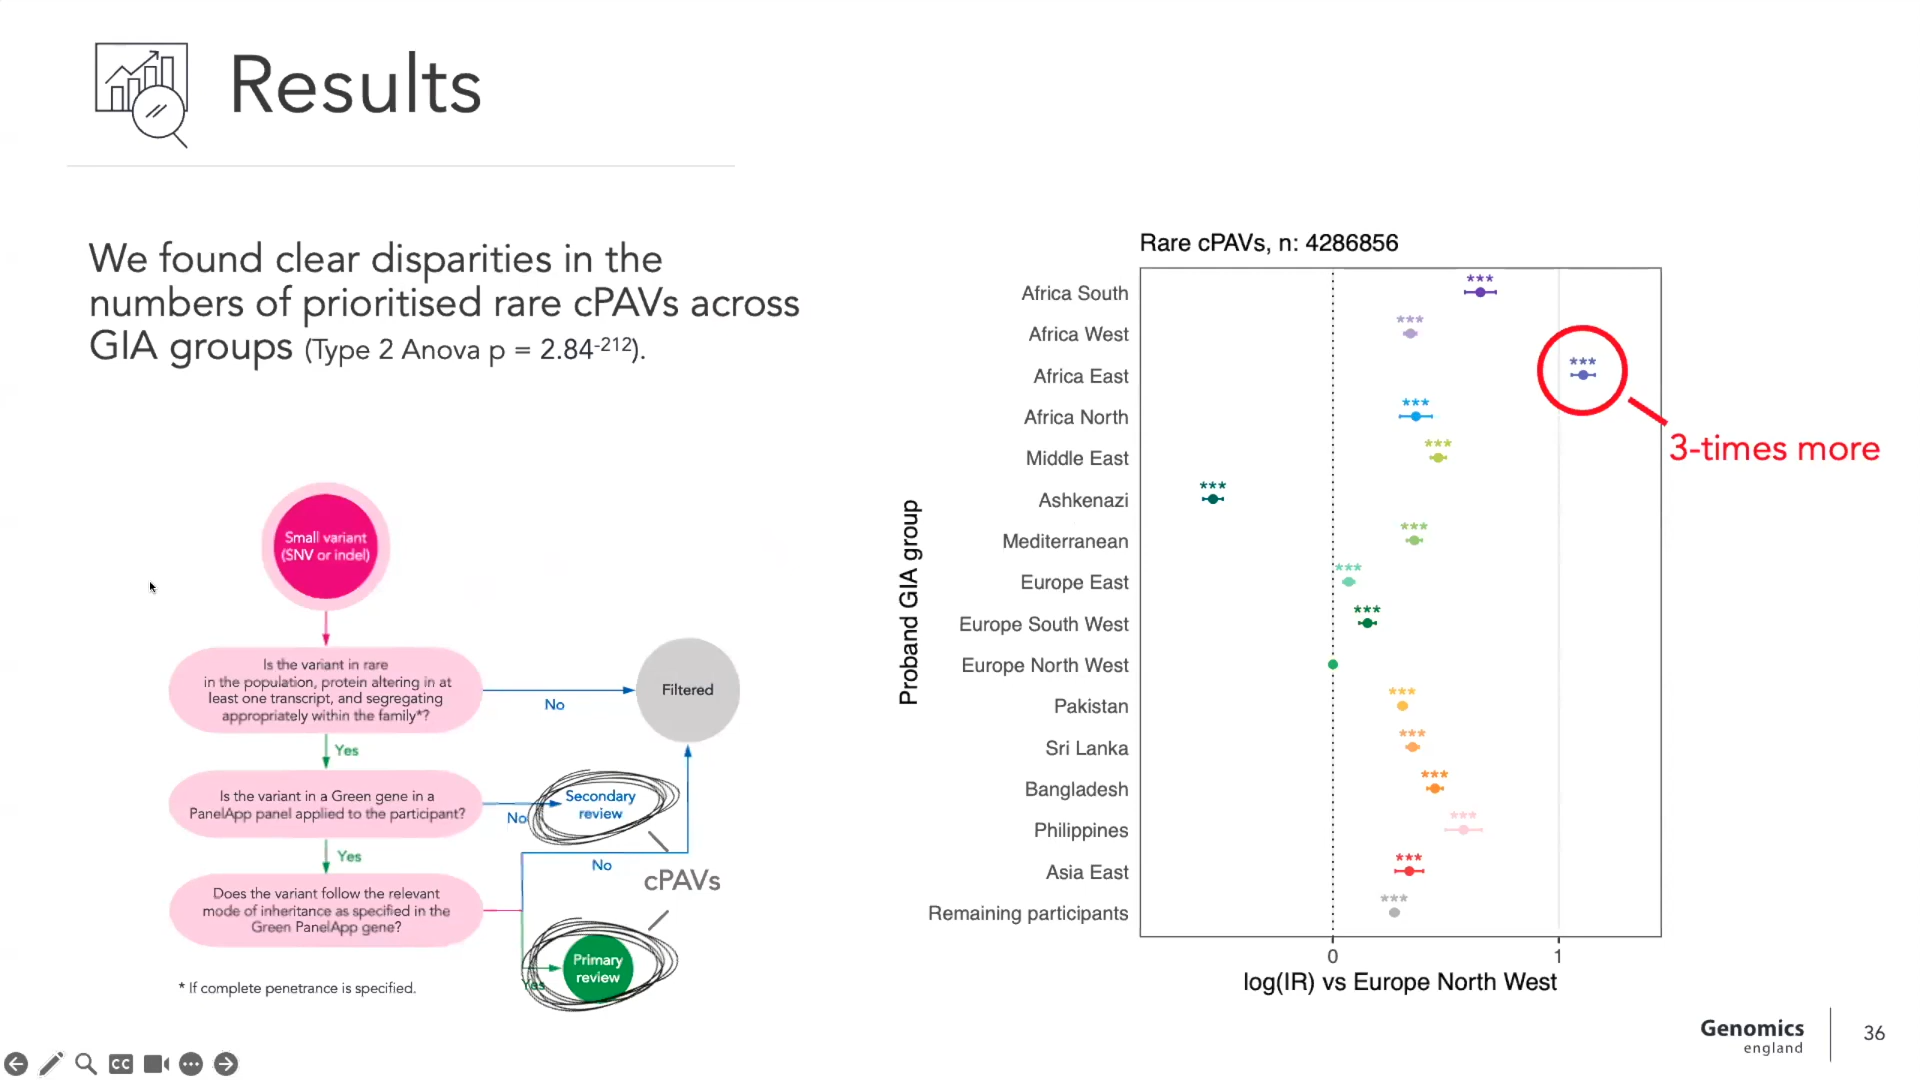 Results
We found clear disparities in the
numbers of prioritised rare cPAVs across
GIA groups (Type 2 Anova p = 2.84-212).
Small variant
(SNV or indel)
Is the variant in rare
in the population, protein altering in at
least one transcript, and segregating
appropriately within the family*?
No
Filtered
Yes
Is the variant in a Green gene in a
PanelApp panel applied to the participant?
No
Secondary
review
Yes
No
cPAVs
Does the variant follow the relevant
mode of inheritance as specified in the
Green PanelApp gene?
Yes
Primary
review
* If complete penetrance is specified.
Rare cPAVs, n: 4286856
Proband GIA group
Africa South
***
Africa West
***
Africa East
***
Africa North
***
3-times more
Middle East
***
Ashkenazi
***
Mediterranean
***
Europe East
***
Europe South West
***
Europe North West
Pakistan
***
Sri Lanka
***
Bangladesh
***
Philippines
***
Asia East
***
Remaining participants
***
0
1
log(IR) vs Europe North West
Genomics
england
36
CC